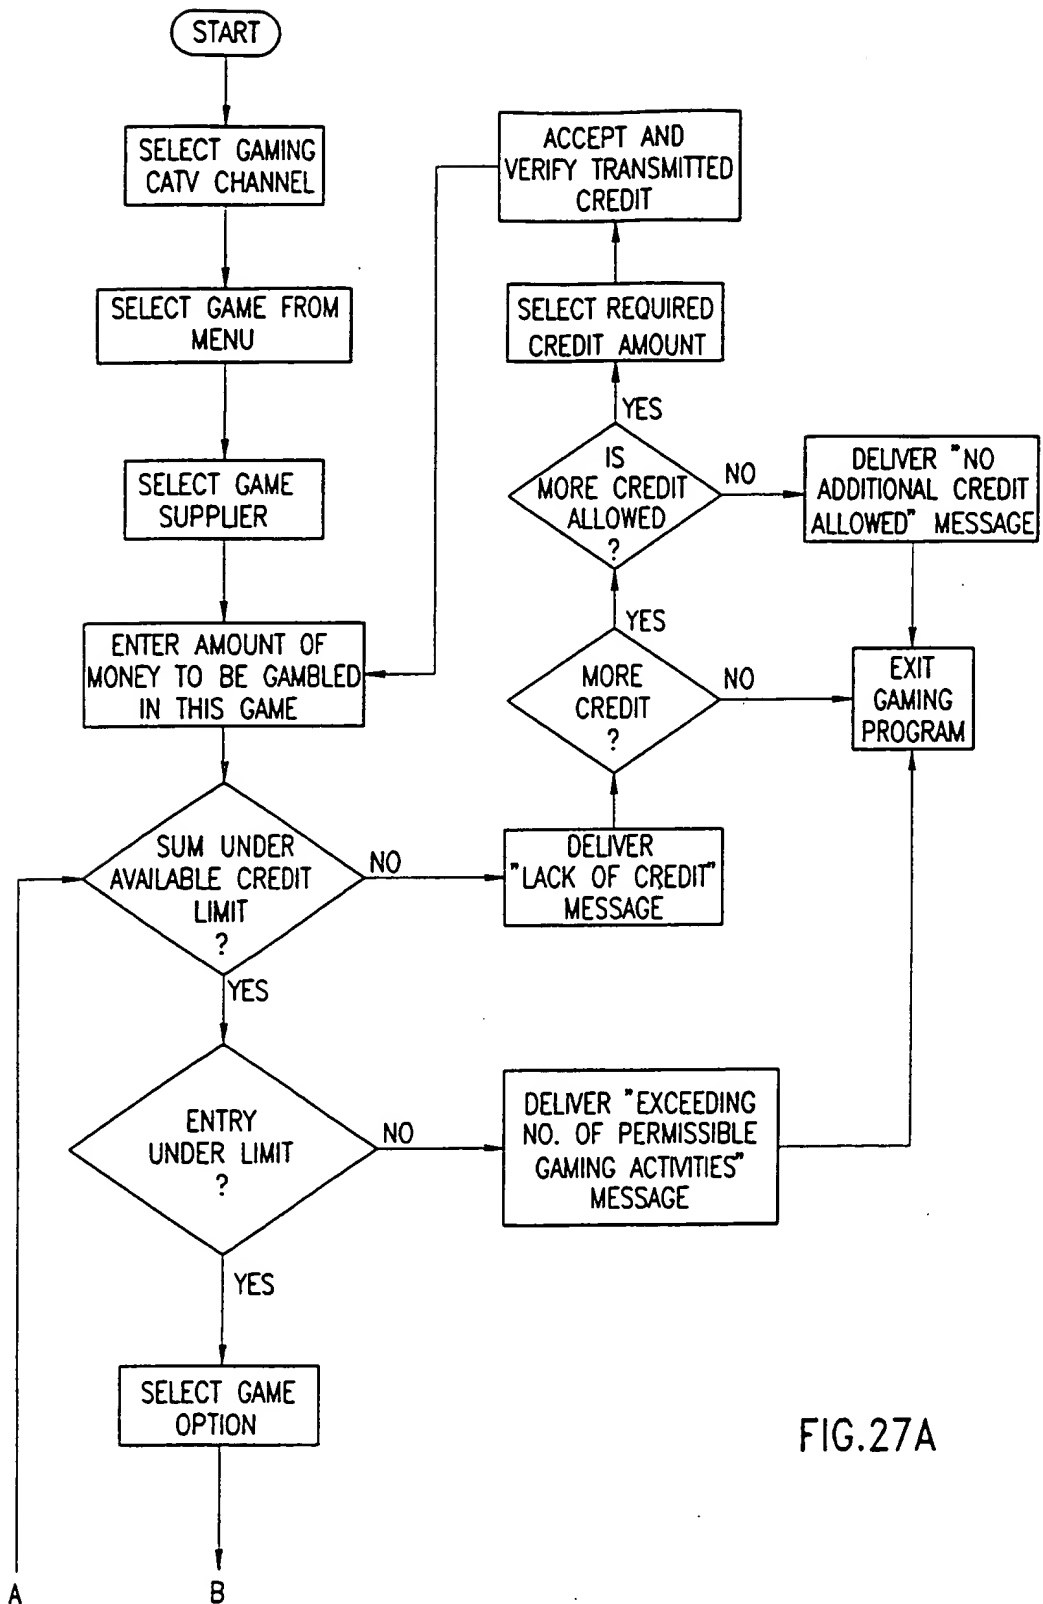 START
SELECT GAMING
CATV CHANNEL
SELECT GAME FROM
MENU
SELECT GAME
SUPPLIER
ENTER AMOUNT OF
MONEY TO BE GAMBLED
IN THIS GAME
SUM UNDER
AVAILABLE CREDIT
LIMIT
?
NO
YES
ENTRY
UNDER LIMIT
?
NO
YES
SELECT GAME
OPTION
A
B
ACCEPT AND
VERIFY TRANSMITTED
CREDIT
SELECT REQUIRED
CREDIT AMOUNT
YES
IS
MORE CREDIT
ALLOWED
?
NO
YES
MORE
CREDIT
?
NO
DELIVER
"LACK OF CREDIT"
MESSAGE
DELIVER "NO
ADDITIONAL CREDIT
ALLOWED" MESSAGE
EXIT
GAMING
PROGRAM
DELIVER "EXCEEDING
NO. OF PERMISSIBLE
GAMING ACTIVITIES"
MESSAGE
FIG.27A